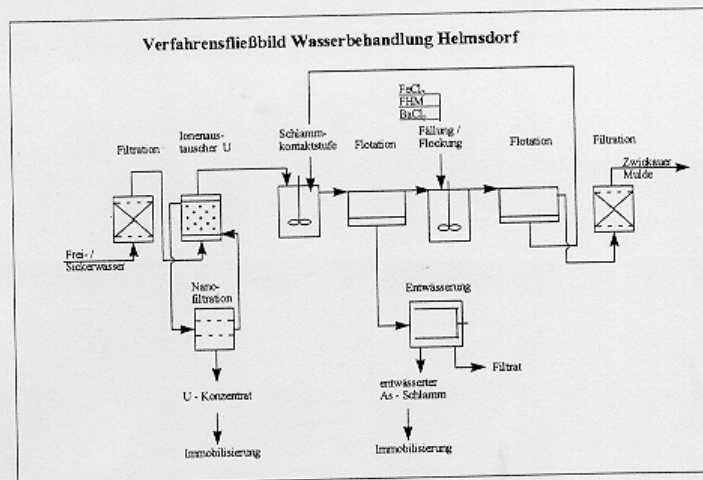 Verfahrensfließbild Wasserbehandlung Helmsdorf
FeCl₃
FHM
BaCl₂
Filtration
Ionenaus-
tauscher U
Schlamm-
kontaktstufe
Flotation
Fällung /
Flockung
Flotation
Filtration
Zwickauer
Mulde
Frei- /
Sickerwasser
Nano-
filtration
Entwässerung
U - Konzentrat
entwässerter
As - Schlamm
Filtrat
Immobilisierung
Immobilisierung